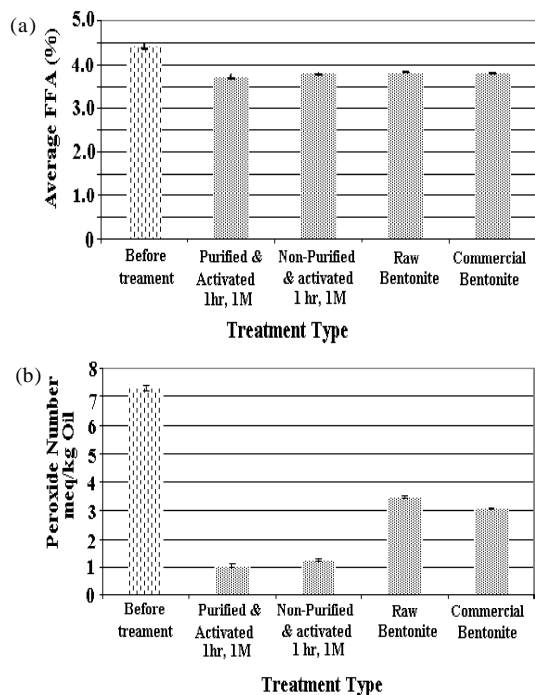 (a)
Average FFA (%)
5.0
4.0
3.0
2.0
1.0
0
Before
treament
Purified &
Activated
1hr, 1M
Non-Purified
& activated
1 hr, 1M
Raw
Bentonite
Commercial
Bentonite
Treatment Type
(b)
Peroxide Number
meq/kg Oil
8
7
6
5
4
3
2
1
0
Before
treament
Purified &
Activated
1hr, 1M
Non-Purified
& activated
1 hr, 1M
Raw
Bentonite
Commercial
Bentonite
Treatment Type